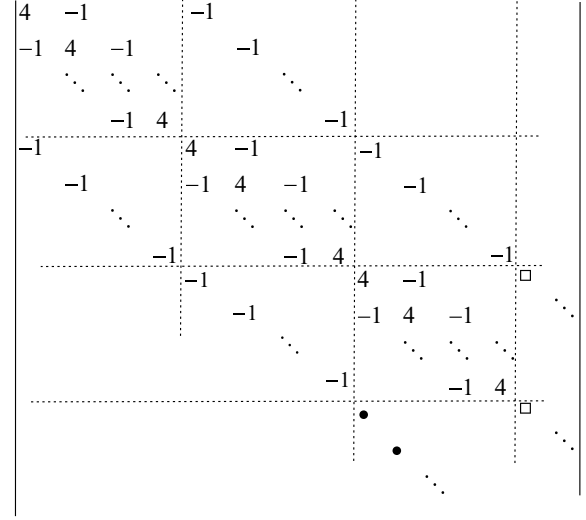 4 −1 −1
−1 4 −1 −1
⋱ ⋱ ⋱ ⋱
−1 4 −1
−1 4 −1 −1
−1 −1 4 −1 −1
⋱ ⋱ ⋱ ⋱ ⋱
−1 −1 4 −1
−1 4 −1 □
−1 −1 4 −1 ⋱
⋱ ⋱ ⋱ ⋱
−1 −1 4
● □
● ⋱
⋱